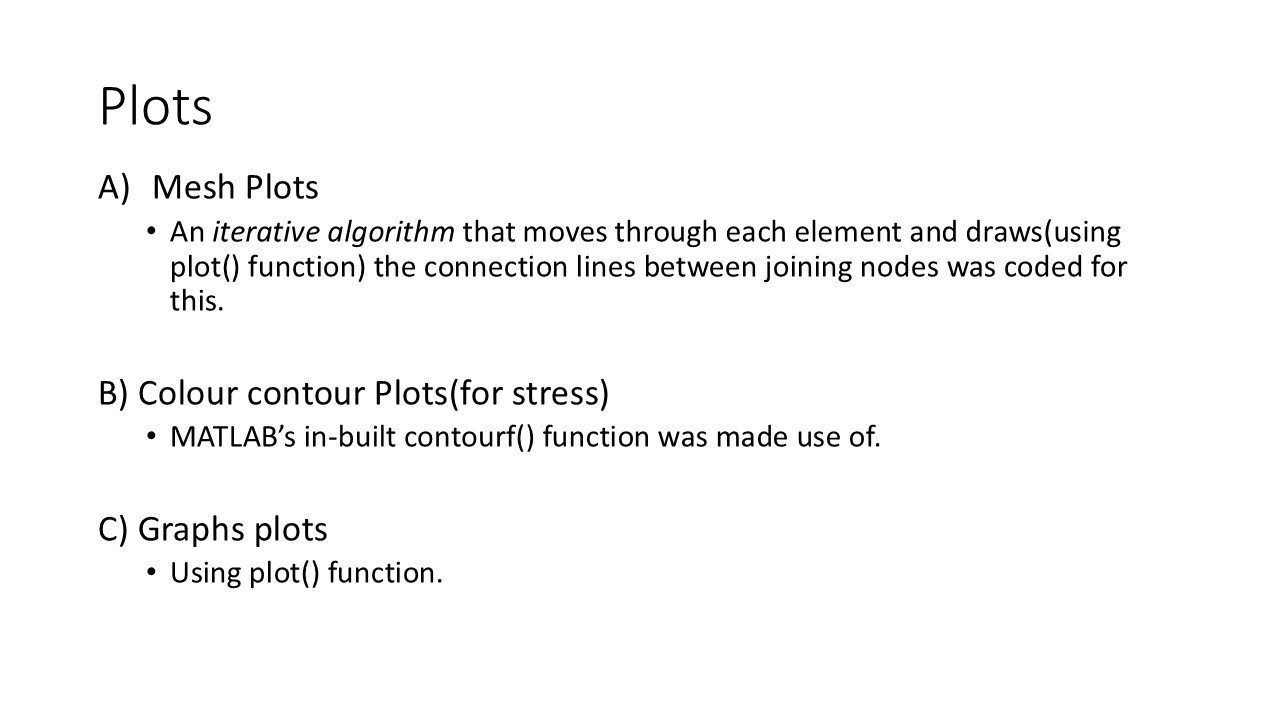 Plots
A) Mesh Plots
• An iterative algorithm that moves through each element and draws(using
plot() function) the connection lines between joining nodes was coded for
this.
B) Colour contour Plots(for stress)
• MATLAB’s in-built contourf() function was made use of.
C) Graphs plots
• Using plot() function.